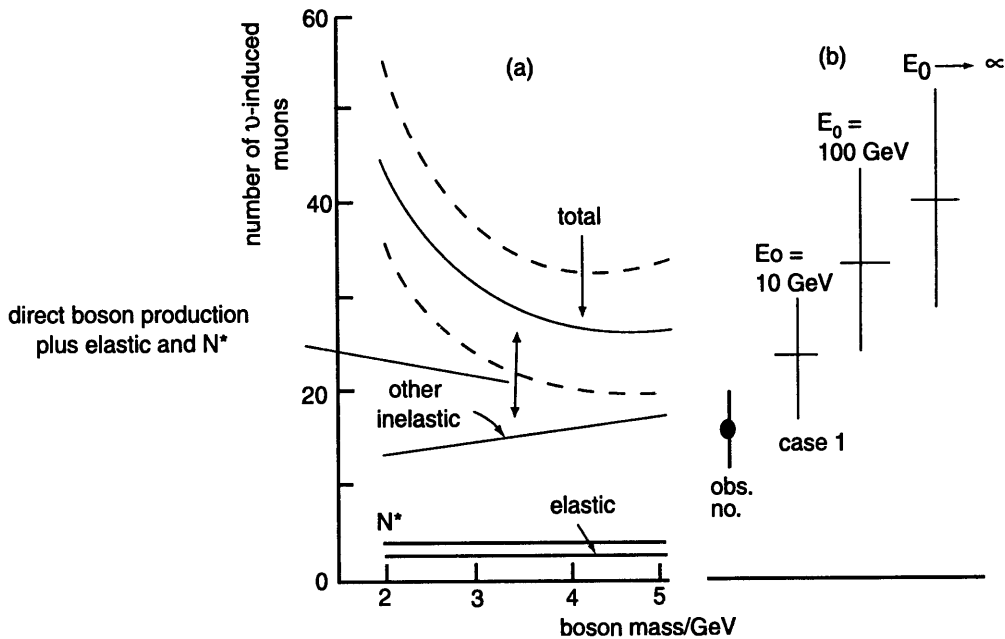 60
40
20
0
number of υ-induced
muons
(a)
total
direct boson production
plus elastic and N*
other
inelastic
N*
elastic
2
3
4
5
boson mass/GeV
(b)
E₀ → ∝
E₀ =
100 GeV
Eo =
10 GeV
case 1
obs.
no.